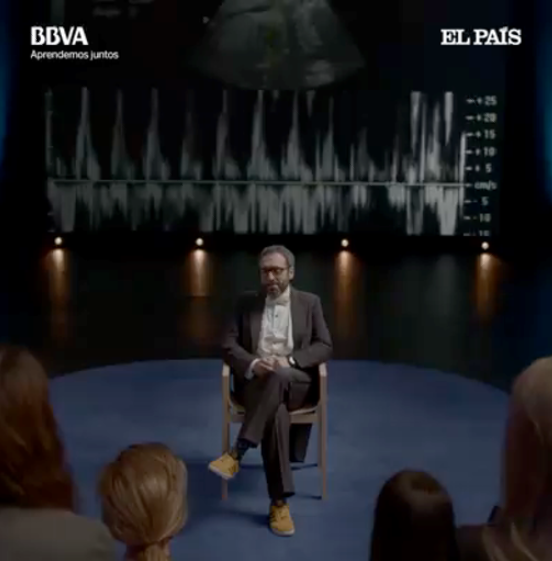 BBVA
Aprendemos juntos
EL PAÍS
+ 25
+ 20
+ 15
+ 10
+ 5
cm/s
- 5
- 10